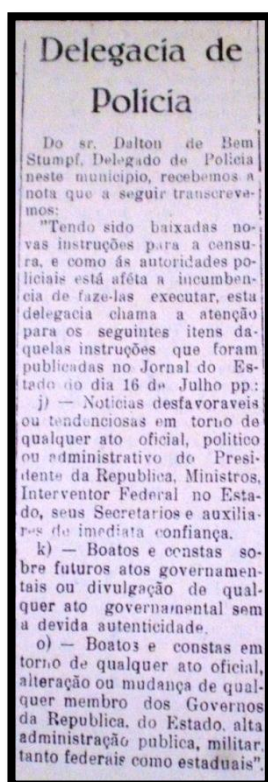 Delegacia de
Policia
Do sr. Dalton de Bem
Stumpf, Delegado de Policia
neste municipio, recebemos a
nota que a seguir transcreve-
mos:
"Tendo sido baixadas no-
vas instruções para a censu-
ra, e como ás autoridades po-
liciais está aféta a incumben-
cia de faze-las executar, esta
delegacia chama a atenção
para os seguintes itens da-
quelas instruções que foram
publicadas no Jornal do Es-
tado do dia 16 de Julho pp:
j) — Noticias desfavoraveis
ou tendenciosas em torno de
qualquer ato oficial, politico
ou administrativo do Presi-
dente da Republica, Ministros,
Interventor Federal no Esta-
do, seus Secretarios e auxilia-
res de imediata confiança.
k) — Boatos e constas so-
bre futuros atos governamen-
tais ou divulgação de qual-
quer ato governamental sem
a devida autenticidade.
o) — Boatos e constas em
torno de qualquer ato oficial,
alteração ou mudança de qual-
quer membro dos Governos
da Republica, do Estado, alta
administração publica, militar,
tanto federais como estaduais".